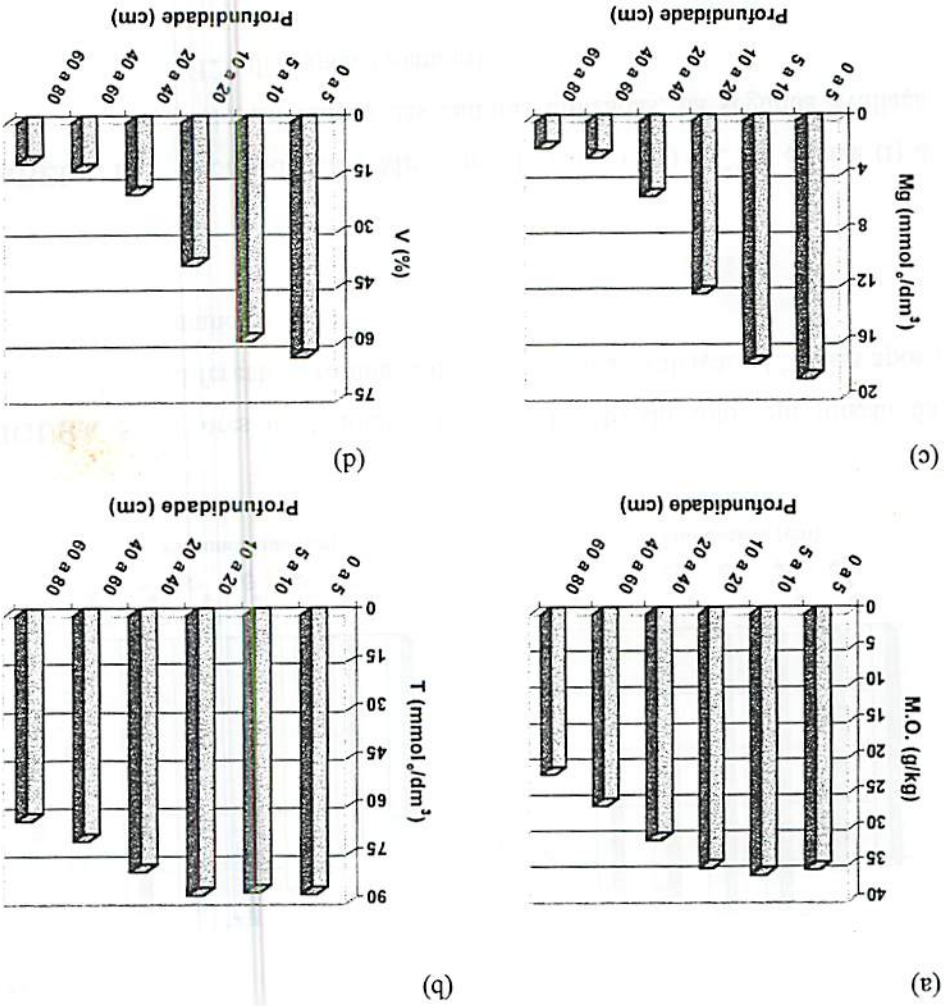 (a)
M.O. (g/kg)
40
35
30
25
20
15
10
5
0
0 a 5
5 a 10
10 a 20
20 a 40
40 a 60
60 a 80
Profundidade (cm)
(b)
T (mmolc/dm³)
90
75
60
45
30
15
0
0 a 5
5 a 10
10 a 20
20 a 40
40 a 60
60 a 80
Profundidade (cm)
(c)
Mg (mmolc/dm³)
20
16
12
8
4
0
0 a 5
5 a 10
10 a 20
20 a 40
40 a 60
60 a 80
Profundidade (cm)
(d)
V (%)
75
60
45
30
15
0
0 a 5
5 a 10
10 a 20
20 a 40
40 a 60
60 a 80
Profundidade (cm)